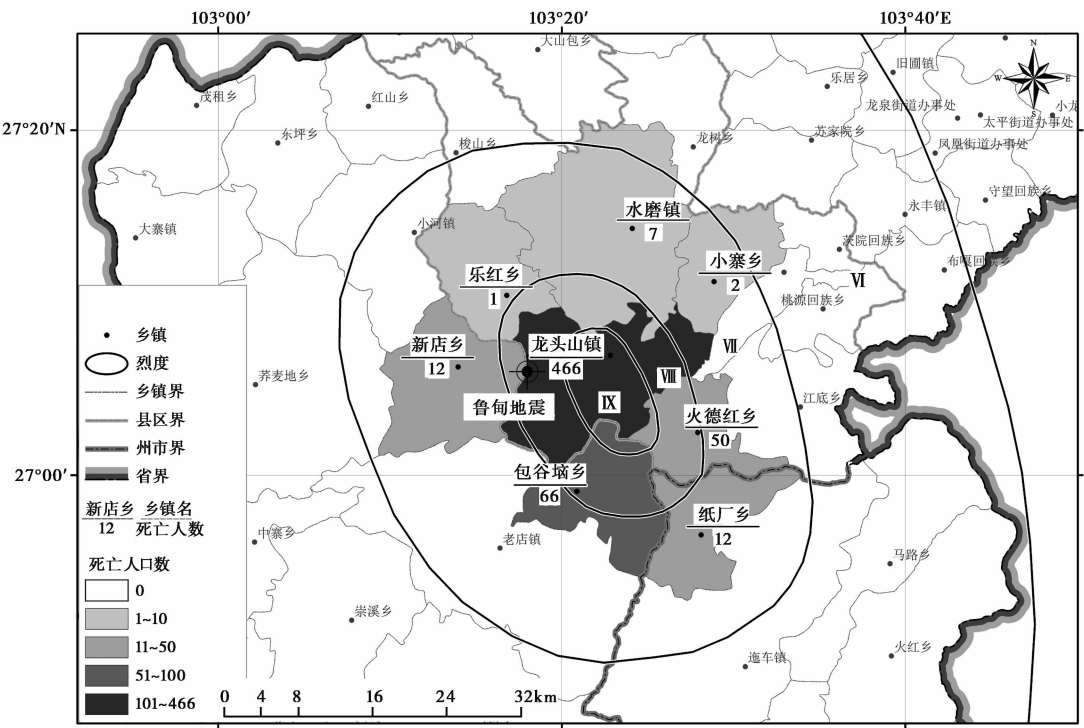 103°00′ 103°20′ 103°40′E
大山包乡
N
旧圃镇
W E
乐居乡
茂租乡 红山乡
S
龙泉街道办事处 小龙
太平街道办事处
27°20′N
东坪乡 梭山乡 龙树乡 苏家院乡
凤凰街道办事处
守望回族乡
永丰镇
水磨镇
7
大寨镇 小河镇
茨院回族乡
小寨乡
2
布嘎回族乡
乐红乡
1
Ⅵ
桃源回族乡
乡镇
新店乡
12
龙头山镇
466
Ⅶ
烈度
Ⅷ
荞麦地乡
乡镇界
鲁甸地震
Ⅸ
江底乡
火德红乡
50
县区界
州市界
27°00′
省界
包谷垴乡
66
新店乡 乡镇名
12 死亡人数
纸厂乡
12
中寨乡
老店镇
马路乡
死亡人口数
0
1~10
崇溪乡
11~50
火红乡
迤车镇
51~100
101~466
0 4 8 16 24 32km